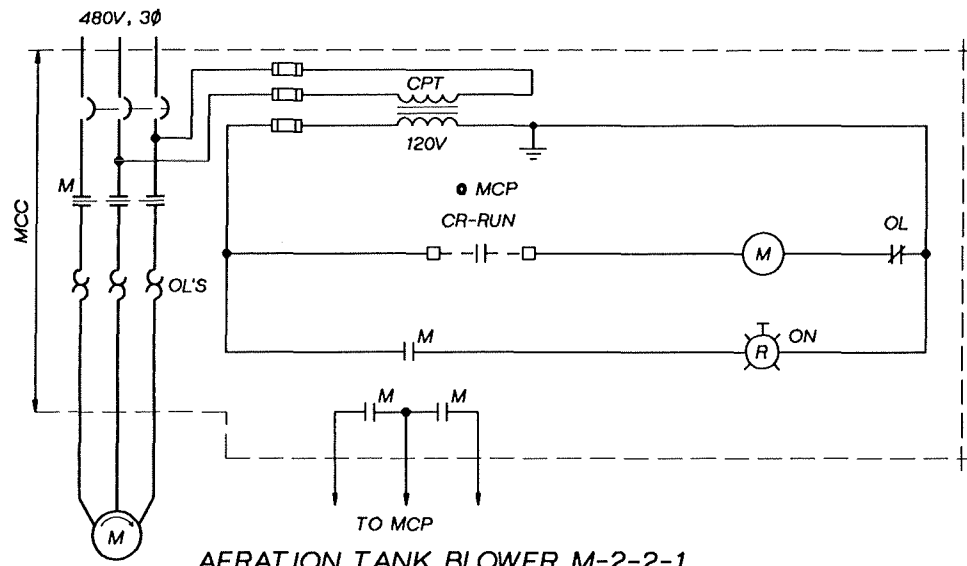 480V, 3Ø
CPT
120V
MCP
CR-RUN
M
MCC
M
OL
OL'S
M
R
ON
M
M
TO MCP
M
AERATION TANK BLOWER M-2-2-1